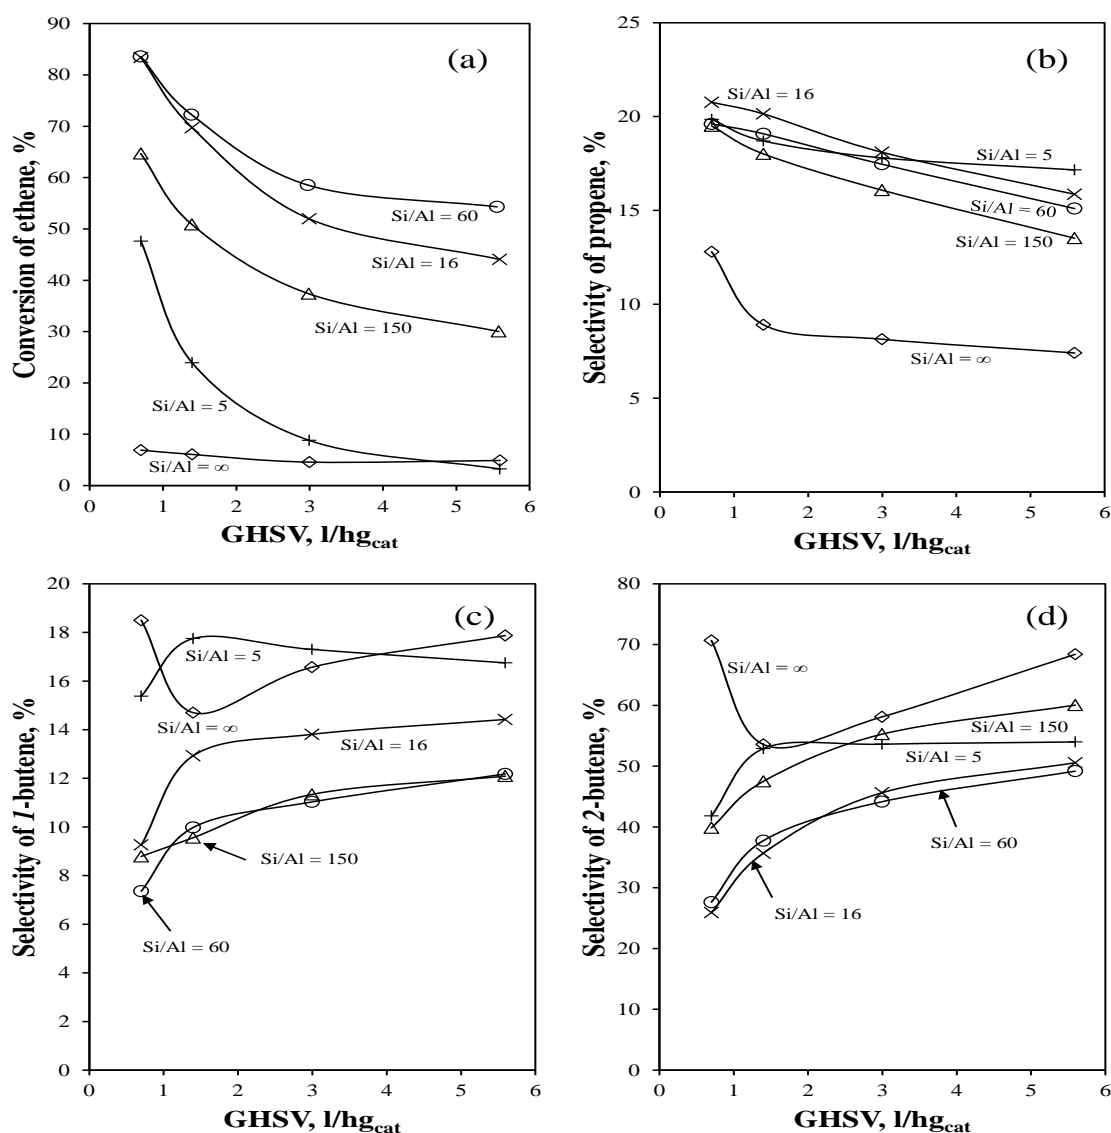 (a)
Conversion of ethene, %
90
80
70
60
50
40
30
20
10
0
Si/Al = 60
Si/Al = 16
Si/Al = 150
Si/Al = 5
Si/Al = ∞
0 1 2 3 4 5 6
GHSV, l/hgcat
(b)
Selectivity of propene, %
25
20
15
10
5
0
Si/Al = 16
Si/Al = 5
Si/Al = 60
Si/Al = 150
Si/Al = ∞
0 1 2 3 4 5 6
GHSV, l/hgcat
(c)
Selectivity of 1-butene, %
20
18
16
14
12
10
8
6
4
2
0
Si/Al = 5
Si/Al = ∞
Si/Al = 16
Si/Al = 150
Si/Al = 60
0 1 2 3 4 5 6
GHSV, l/hgcat
(d)
Selectivity of 2-butene, %
80
70
60
50
40
30
20
10
0
Si/Al = ∞
Si/Al = 150
Si/Al = 5
Si/Al = 60
Si/Al = 16
0 1 2 3 4 5 6
GHSV, l/hgcat